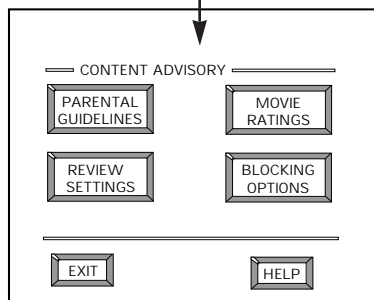 CONTENT ADVISORY
PARENTAL
GUIDELINES
MOVIE
RATINGS
REVIEW
SETTINGS
BLOCKING
OPTIONS
EXIT
HELP